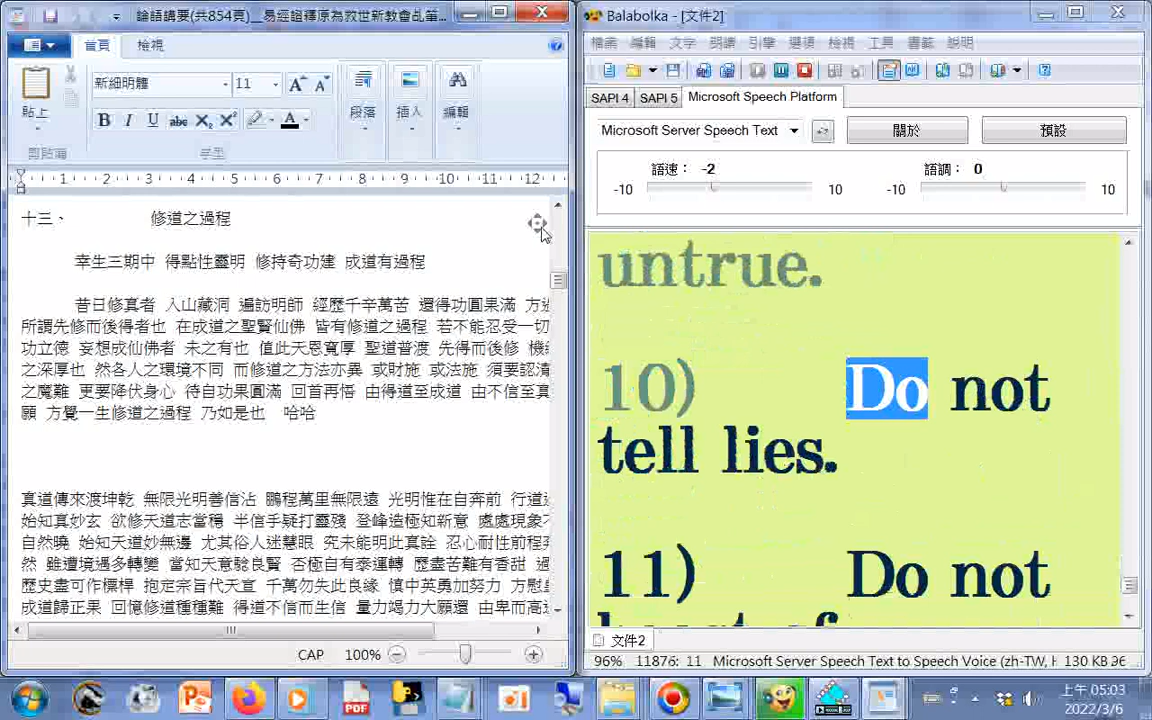 論語講要(共854頁)__易經證釋原為救世新教會乩筆...
首頁
檢視
新細明體
11
貼上
段落
插入
編輯
剪貼簿
字型
1 2 3 4 5 6 7 8 9 10 11 12
十三、 修道之過程
幸生三期中 得點性靈明 修持奇功建 成道有過程
昔日修真者 入山藏洞 遍訪明師 經歷千辛萬苦 還得功圓果滿 方
所謂先修而後得者也 在成道之聖賢仙佛 皆有修道之過程 若不能忍受一切
功立德 妄想成仙佛者 未之有也 值此天恩寬厚 聖道普渡 先得而後修 機
之深厚也 然各人之環境不同 而修道之方法亦異 或財施 或法施 須要認清
之魔難 更要降伏身心 待自功果圓滿 回首再悟 由得道至成道 由不信至真
願 方覺一生修道之過程 乃如是也 哈哈
真道傳來渡坤乾 無限光明善信沾 鵬程萬里無限遠 光明惟在自奔前 行道
始知真妙玄 欲修天道志當穩 半信乎疑打靈殘 登峰造極知新意 處處現象
自然曉 始知天道妙無邊 尤其俗人迷慧眼 究未能明此真詮 忍心耐性前程
然 雖遭境遇多轉變 當知天意驗良賢 否極自有泰運轉 歷盡苦難有香甜 過
歷史盡可作標桿 抱定宗旨代天宣 千萬勿失此良緣 慎中英勇加努力 方慰
成道歸正果 回憶修道種種難 得道不信而生信 量力竭力大願還 由卑而高
CAP 100%
Balabolka - [文件2]
檔案 編輯 文字 朗讀 引擎 選項 檢視 工具 書籤 說明
SAPI 4 SAPI 5 Microsoft Speech Platform
Microsoft Server Speech Text
關於
預設
語速： -2
語調： 0
-10 10 -10 10
untrue.
10) Do not
tell lies.
11) Do not
文件2
96% 11876: 11 Microsoft Server Speech Text to Speech Voice (zh-TW, H 130 KB
上午 05:03
2022/3/6